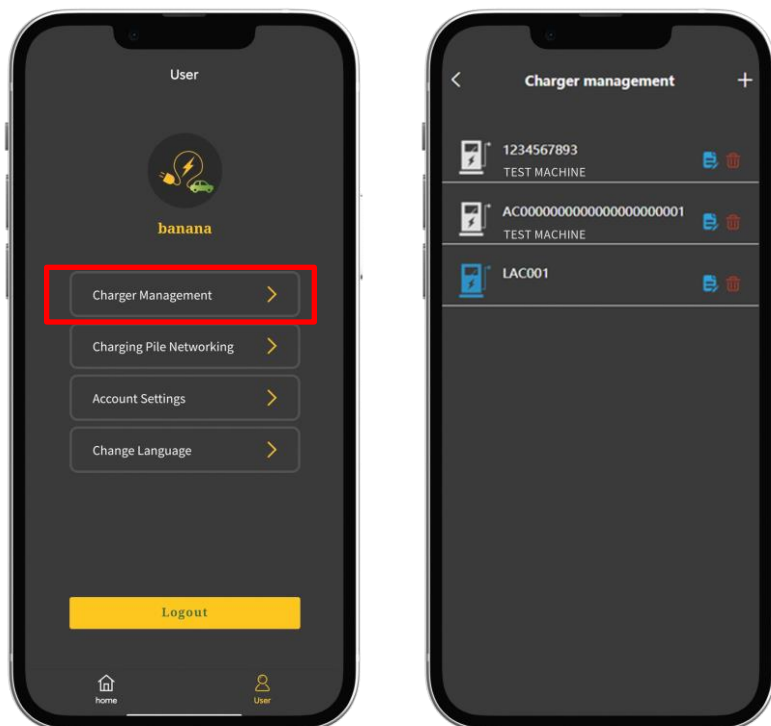 User
banana
Charger Management
Charging Pile Networking
Account Settings
Change Language
Logout
home
User
Charger management
1234567893
TEST MACHINE
AC0000000000000000000001
TEST MACHINE
LAC001